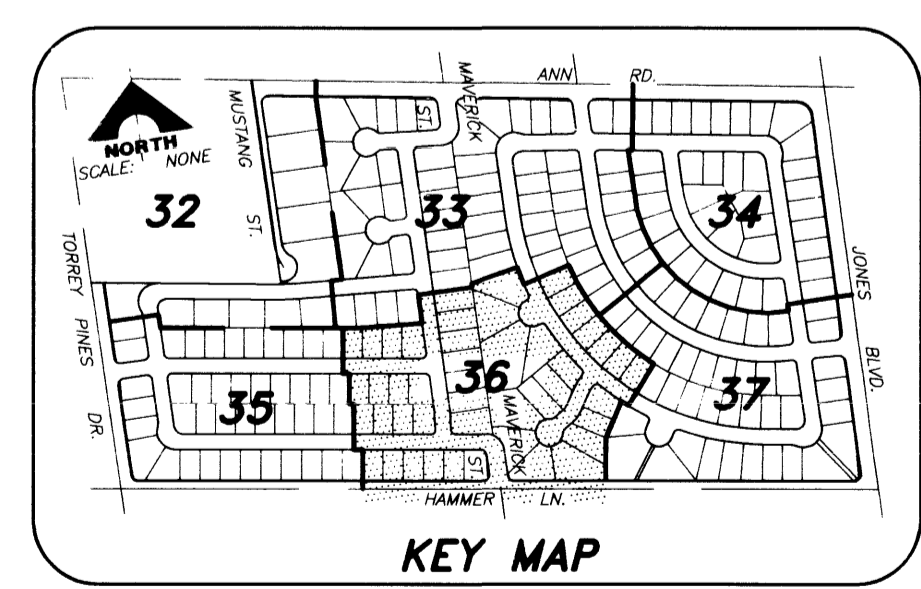 ANN RD.
MAVERICK ST.
MUSTANG ST.
NORTH
SCALE: NONE
32
33
34
TORREY PINES DR.
JONES BLVD.
35
36
37
MAVERICK ST.
HAMMER LN.
KEY MAP